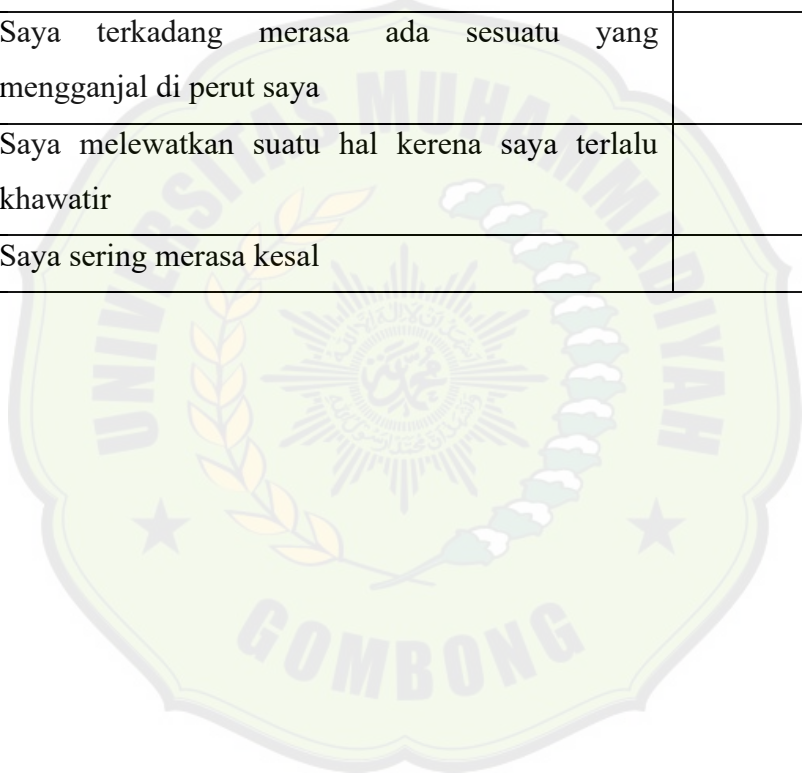 Saya terkadang merasa ada sesuatu yang
mengganjal di perut saya
Saya melewatkan suatu hal kerena saya terlalu
khawatir
Saya sering merasa kesal
UNIVERSITAS MUHAMMADIYAH
GOMBONG